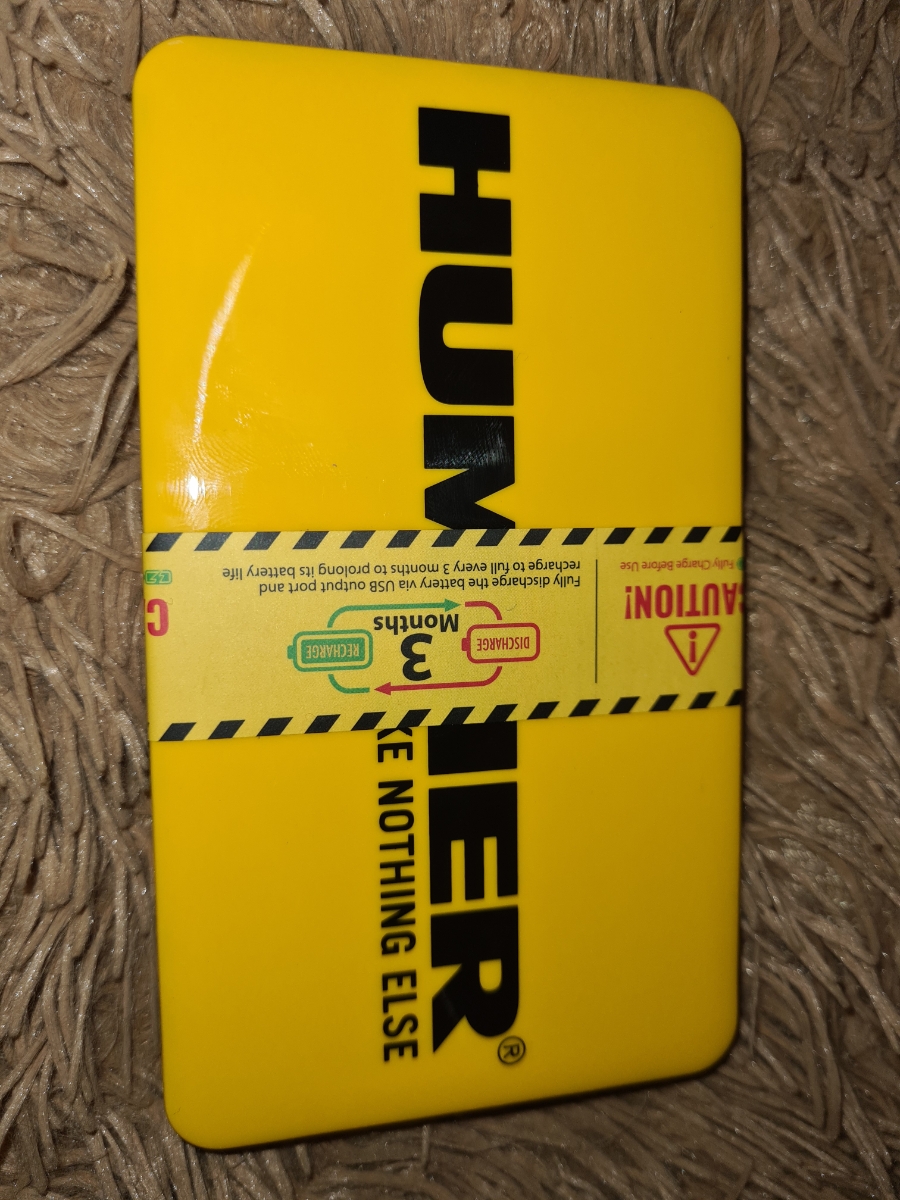 HUM
IER®
KE NOTHING ELSE
CAUTION!
Fully Charge Before Use
Fully discharge the battery via USB output port and
recharge to full every 3 months to prolong its battery life
3
Months
DISCHARGE
RECHARGE
C